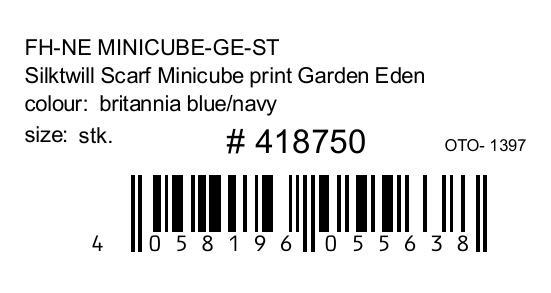 FH-NE MINICUBE-GE-ST
Silktwill Scarf Minicube print Garden Eden
colour: britannia blue/navy
size: stk. # 418750 OTO- 1397
4 058196 055638